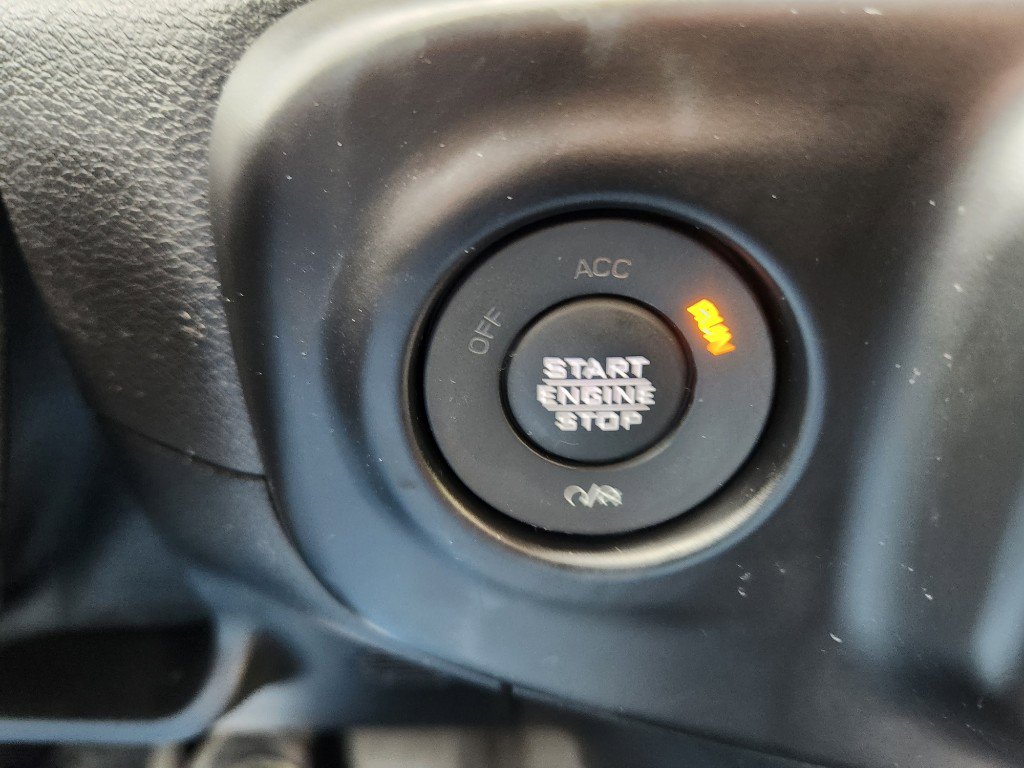 ACC
OFF
RUN
START
ENGINE
STOP